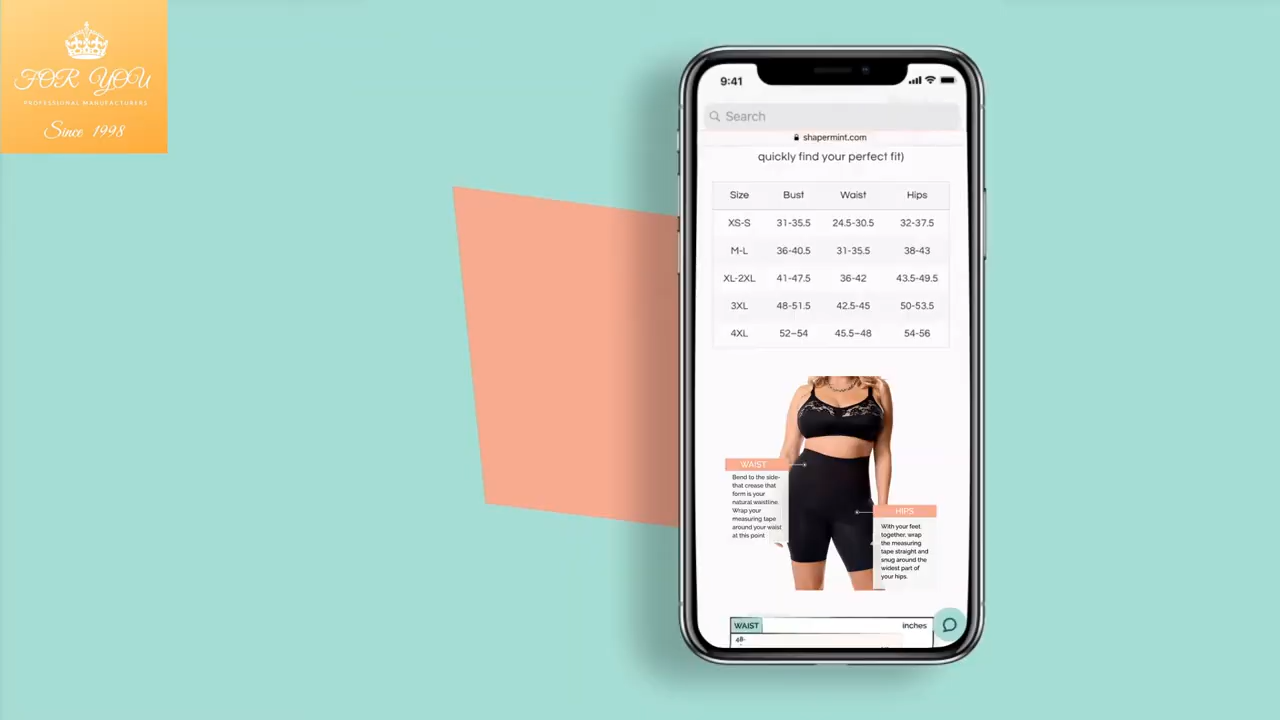 FOR YOU
PROFESSIONAL MANUFACTURERS
Since 1998
9:41
Search
shapermint.com
quickly find your perfect fit)
Size Bust Waist Hips
XS-S 31-35.5 24.5-30.5 32-37.5
M-L 36-40.5 31-35.5 38-43
XL-2XL 41-47.5 36-42 43.5-49.5
3XL 48-51.5 42.5-45 50-53.5
4XL 52–54 45.5–48 54-56
WAIST
Bend to the side-
that crease that
form is your
natural waistline.
Wrap your
measuring tape
around your waist
at this point
HIPS
With your feet
together, wrap
the measuring
tape straight and
snug around the
widest part of
your hips.
WAIST inches
48-